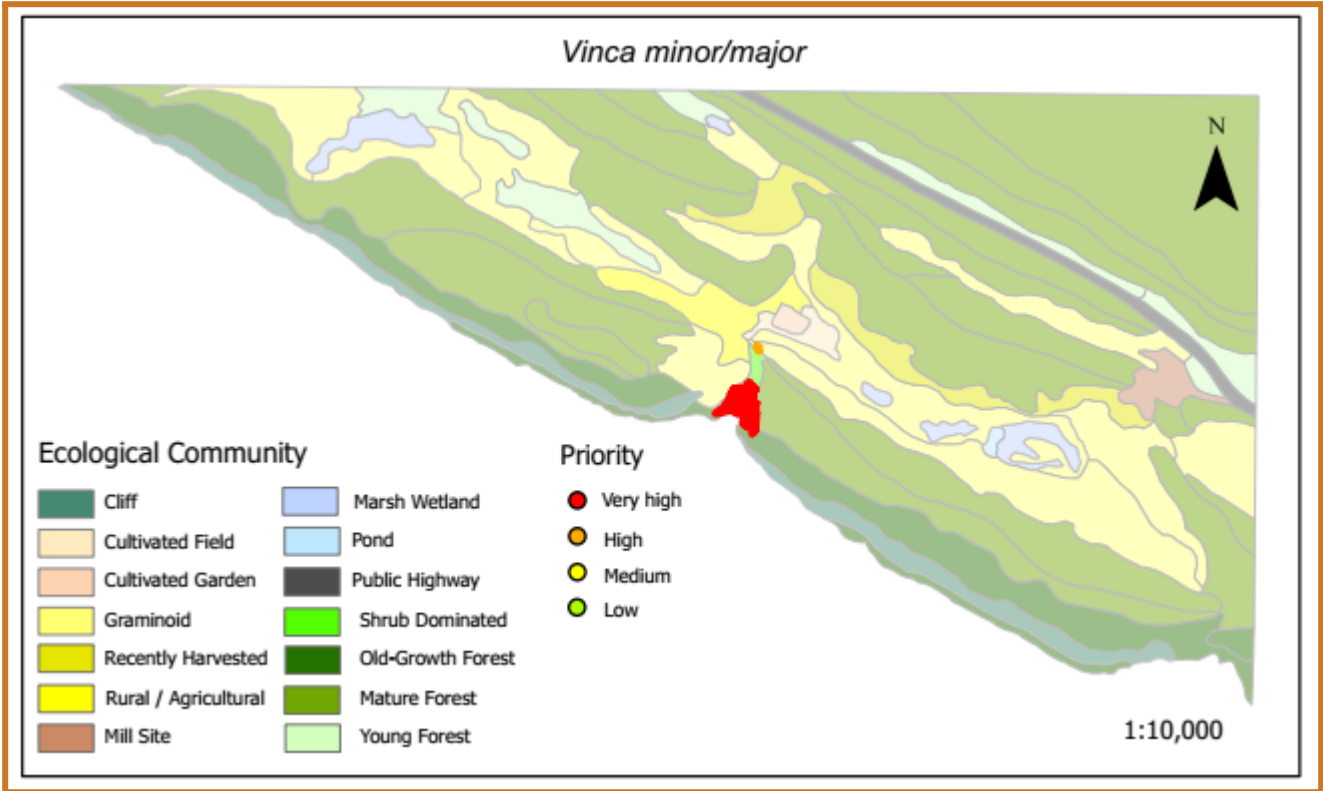 Vinca minor/major
N
Ecological Community
Cliff
Cultivated Field
Cultivated Garden
Graminoid
Recently Harvested
Rural / Agricultural
Mill Site
Marsh Wetland
Pond
Public Highway
Shrub Dominated
Old-Growth Forest
Mature Forest
Young Forest
Priority
Very high
High
Medium
Low
1:10,000